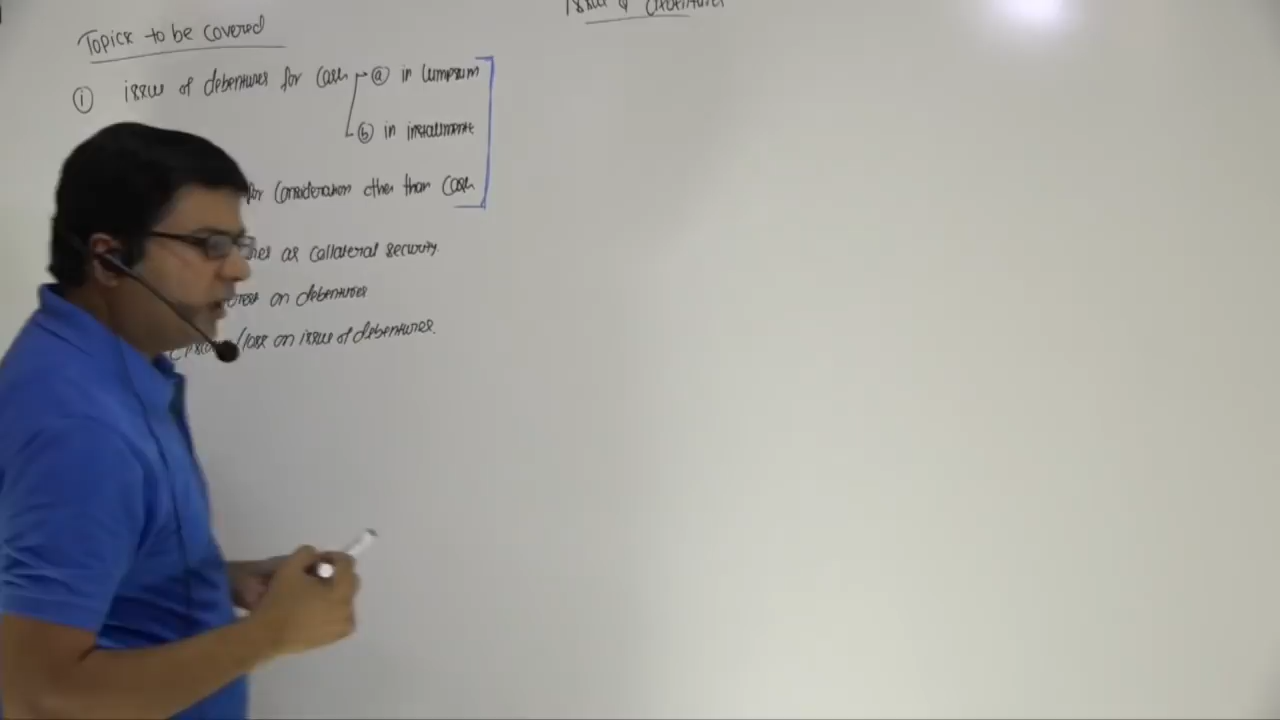 Issue of Debentures
Topics to be covered
① issue of debentures for cash
ⓐ in lumpsum
ⓑ in installments
for consideration other than cash
as collateral security
on debentures
/loss on issue of debentures.